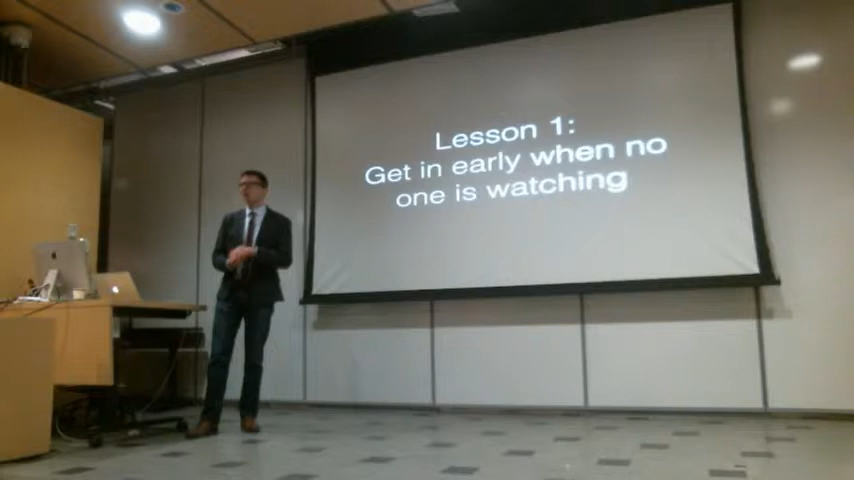 Lesson 1:
Get in early when no
one is watching